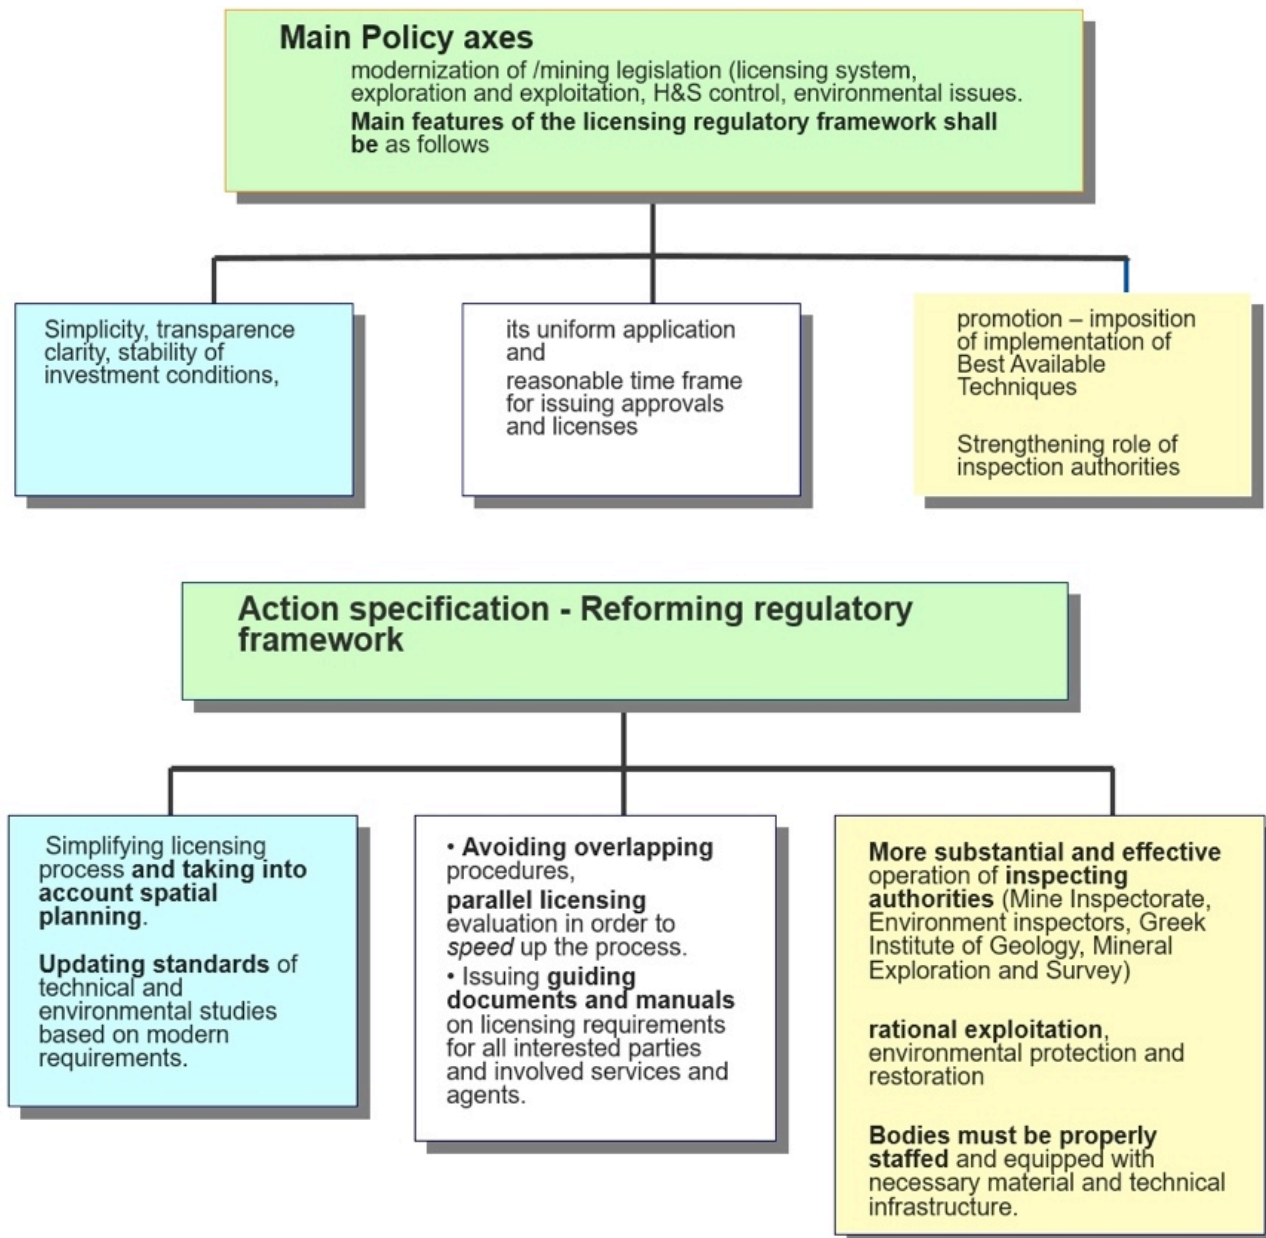 Main Policy axes
modernization of /mining legislation (licensing system,
exploration and exploitation, H&S control, environmental issues.
Main features of the licensing regulatory framework shall
be as follows
Simplicity, transparence
clarity, stability of
investment conditions,
its uniform application
and
reasonable time frame
for issuing approvals
and licenses
promotion – imposition
of implementation of
Best Available
Techniques
Strengthening role of
inspection authorities
Action specification - Reforming regulatory
framework
Simplifying licensing
process and taking into
account spatial
planning.
Updating standards of
technical and
environmental studies
based on modern
requirements.
• Avoiding overlapping
procedures,
parallel licensing
evaluation in order to
speed up the process.
• Issuing guiding
documents and manuals
on licensing requirements
for all interested parties
and involved services and
agents.
More substantial and effective
operation of inspecting
authorities (Mine Inspectorate,
Environment inspectors, Greek
Institute of Geology, Mineral
Exploration and Survey)
rational exploitation,
environmental protection and
restoration
Bodies must be properly
staffed and equipped with
necessary material and technical
infrastructure.